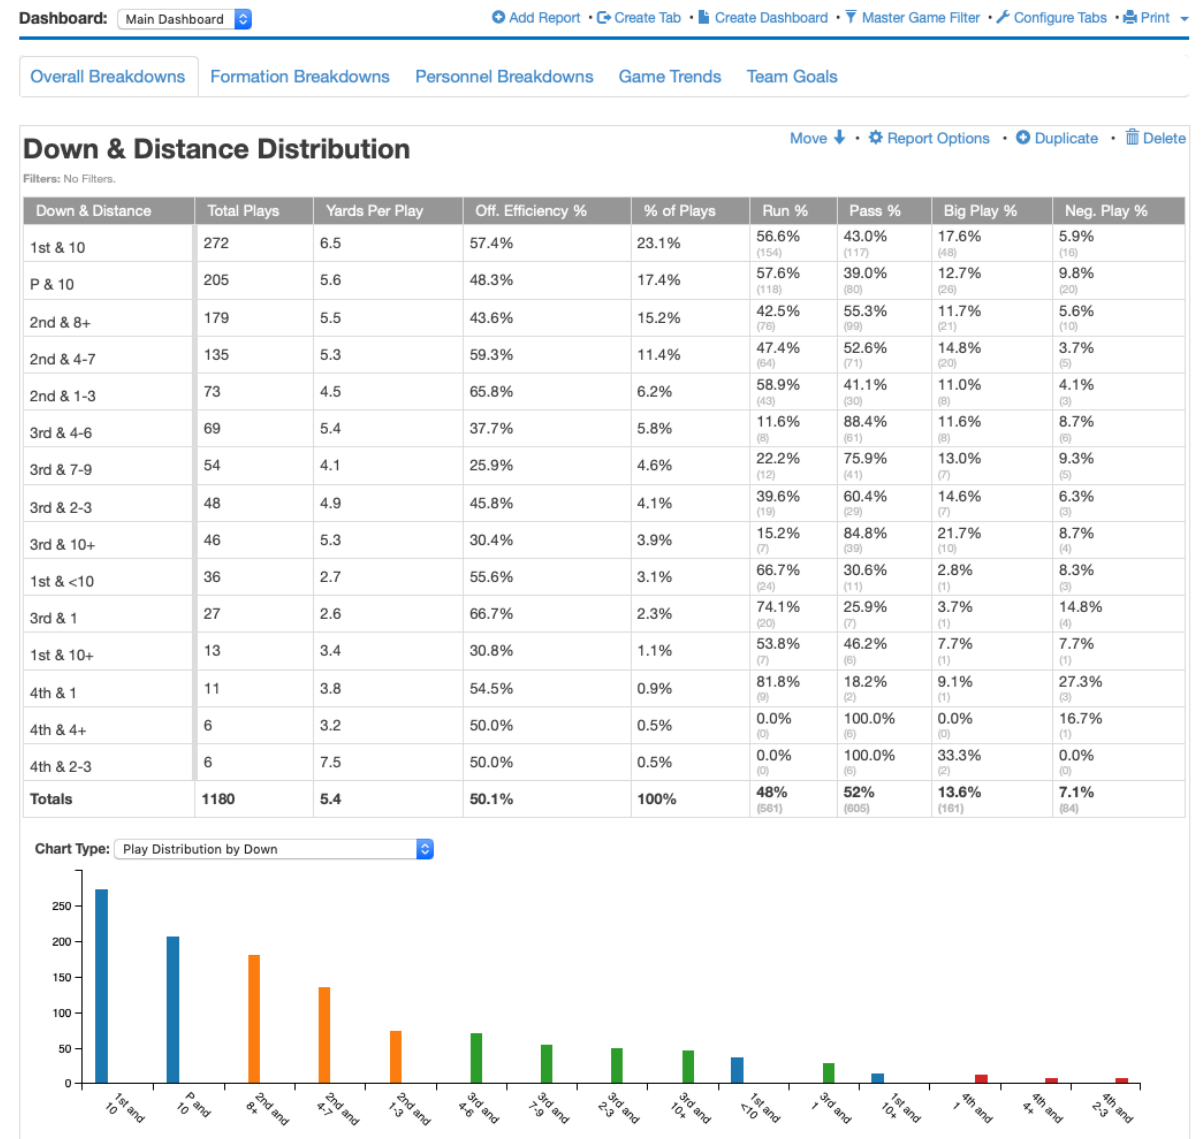 Dashboard: Main Dashboard Add Report • Create Tab • Create Dashboard • Master Game Filter • Configure Tabs • Print
Overall Breakdowns Formation Breakdowns Personnel Breakdowns Game Trends Team Goals
Move • Report Options • Duplicate • Delete
Down & Distance Distribution
Filters: No Filters.
Down & Distance Total Plays Yards Per Play Off. Efficiency % % of Plays Run % Pass % Big Play % Neg. Play %
1st & 10 272 6.5 57.4% 23.1% 56.6% 43.0% 17.6% 5.9%
(154) (117) (48) (16)
P & 10 205 5.6 48.3% 17.4% 57.6% 39.0% 12.7% 9.8%
(118) (80) (26) (20)
2nd & 8+ 179 5.5 43.6% 15.2% 42.5% 55.3% 11.7% 5.6%
(76) (99) (21) (10)
2nd & 4-7 135 5.3 59.3% 11.4% 47.4% 52.6% 14.8% 3.7%
(64) (71) (20) (5)
2nd & 1-3 73 4.5 65.8% 6.2% 58.9% 41.1% 11.0% 4.1%
(43) (30) (8) (3)
3rd & 4-6 69 5.4 37.7% 5.8% 11.6% 88.4% 11.6% 8.7%
(8) (61) (8) (6)
3rd & 7-9 54 4.1 25.9% 4.6% 22.2% 75.9% 13.0% 9.3%
(12) (41) (7) (5)
3rd & 2-3 48 4.9 45.8% 4.1% 39.6% 60.4% 14.6% 6.3%
(19) (29) (7) (3)
3rd & 10+ 46 5.3 30.4% 3.9% 15.2% 84.8% 21.7% 8.7%
(7) (39) (10) (4)
1st & <10 36 2.7 55.6% 3.1% 66.7% 30.6% 2.8% 8.3%
(24) (11) (1) (3)
3rd & 1 27 2.6 66.7% 2.3% 74.1% 25.9% 3.7% 14.8%
(20) (7) (1) (4)
1st & 10+ 13 3.4 30.8% 1.1% 53.8% 46.2% 7.7% 7.7%
(7) (6) (1) (1)
4th & 1 11 3.8 54.5% 0.9% 81.8% 18.2% 9.1% 27.3%
(9) (2) (1) (3)
4th & 4+ 6 3.2 50.0% 0.5% 0.0% 100.0% 0.0% 16.7%
(0) (6) (0) (1)
4th & 2-3 6 7.5 50.0% 0.5% 0.0% 100.0% 33.3% 0.0%
(0) (6) (2) (0)
Totals 1180 5.4 50.1% 100% 48% 52% 13.6% 7.1%
(561) (605) (161) (84)
Chart Type: Play Distribution by Down
250
200
150
100
50
0
1st and 10
P and 10
2nd and 8+
2nd and 4-7
2nd and 1-3
3rd and 4-6
3rd and 7-9
3rd and 2-3
3rd and 10+
1st and <10
3rd and 1
1st and 10+
4th and 1
4th and 4+
4th and 2-3